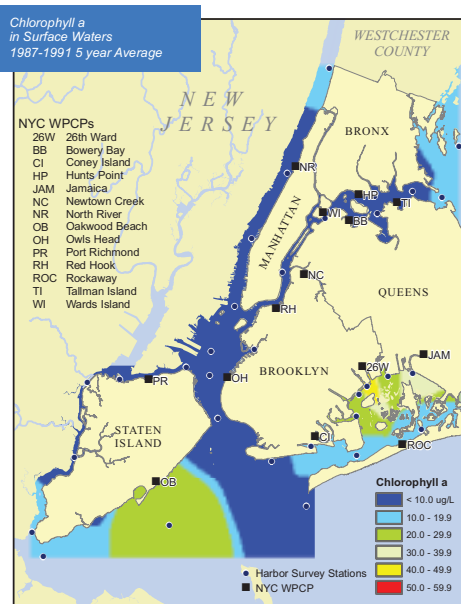 Chlorophyll a
in Surface Waters
1987-1991 5 year Average
WESTCHESTER
COUNTY
NEW
JERSEY
NYC WPCPs
26W 26th Ward
BB Bowery Bay
CI Coney Island
HP Hunts Point
JAM Jamaica
NC Newtown Creek
NR North River
OB Oakwood Beach
OH Owls Head
PR Port Richmond
RH Red Hook
ROC Rockaway
TI Tallman Island
WI Wards Island
BRONX
NR
HP
TI
WI
BB
MANHATTAN
NC
QUEENS
RH
JAM
26W
BROOKLYN
OH
PR
STATEN
ISLAND
CI
ROC
OB
Chlorophyll a
< 10.0 ug/L
10.0 - 19.9
20.0 - 29.9
30.0 - 39.9
40.0 - 49.9
50.0 - 59.9
Harbor Survey Stations
NYC WPCP